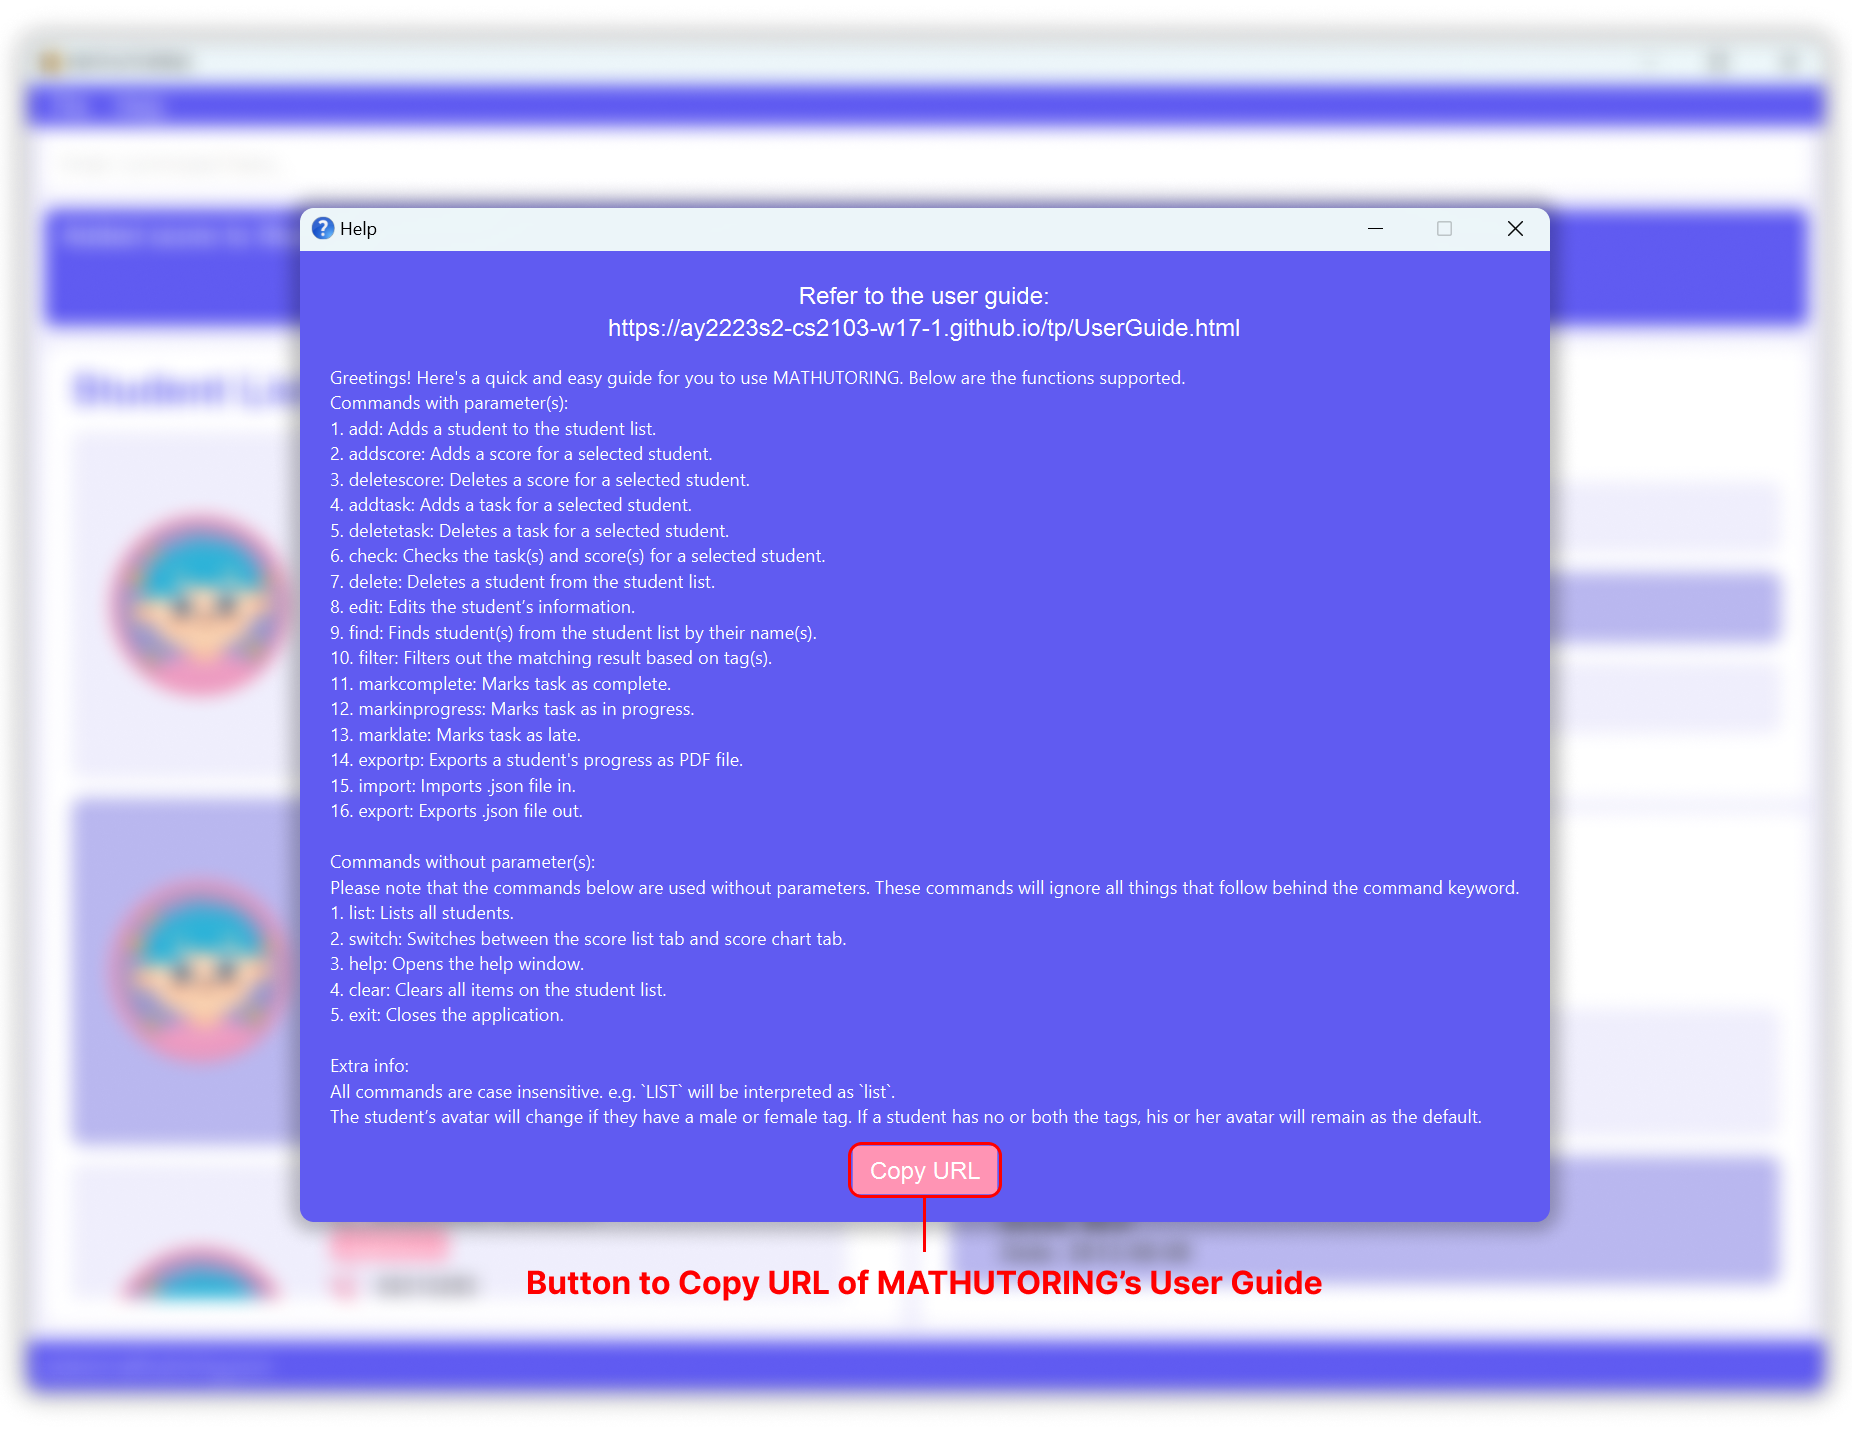 Help
Refer to the user guide:
https://ay2223s2-cs2103-w17-1.github.io/tp/UserGuide.html
Greetings! Here's a quick and easy guide for you to use MATHUTORING. Below are the functions supported.
Commands with parameter(s):
1. add: Adds a student to the student list.
2. addscore: Adds a score for a selected student.
3. deletescore: Deletes a score for a selected student.
4. addtask: Adds a task for a selected student.
5. deletetask: Deletes a task for a selected student.
6. check: Checks the task(s) and score(s) for a selected student.
7. delete: Deletes a student from the student list.
8. edit: Edits the student’s information.
9. find: Finds student(s) from the student list by their name(s).
10. filter: Filters out the matching result based on tag(s).
11. markcomplete: Marks task as complete.
12. markinprogress: Marks task as in progress.
13. marklate: Marks task as late.
14. exportp: Exports a student's progress as PDF file.
15. import: Imports .json file in.
16. export: Exports .json file out.
Commands without parameter(s):
Please note that the commands below are used without parameters. These commands will ignore all things that follow behind the command keyword.
1. list: Lists all students.
2. switch: Switches between the score list tab and score chart tab.
3. help: Opens the help window.
4. clear: Clears all items on the student list.
5. exit: Closes the application.
Extra info:
All commands are case insensitive. e.g. `LIST` will be interpreted as `list`.
The student’s avatar will change if they have a male or female tag. If a student has no or both the tags, his or her avatar will remain as the default.
Copy URL
Button to Copy URL of MATHUTORING’s User Guide
Student